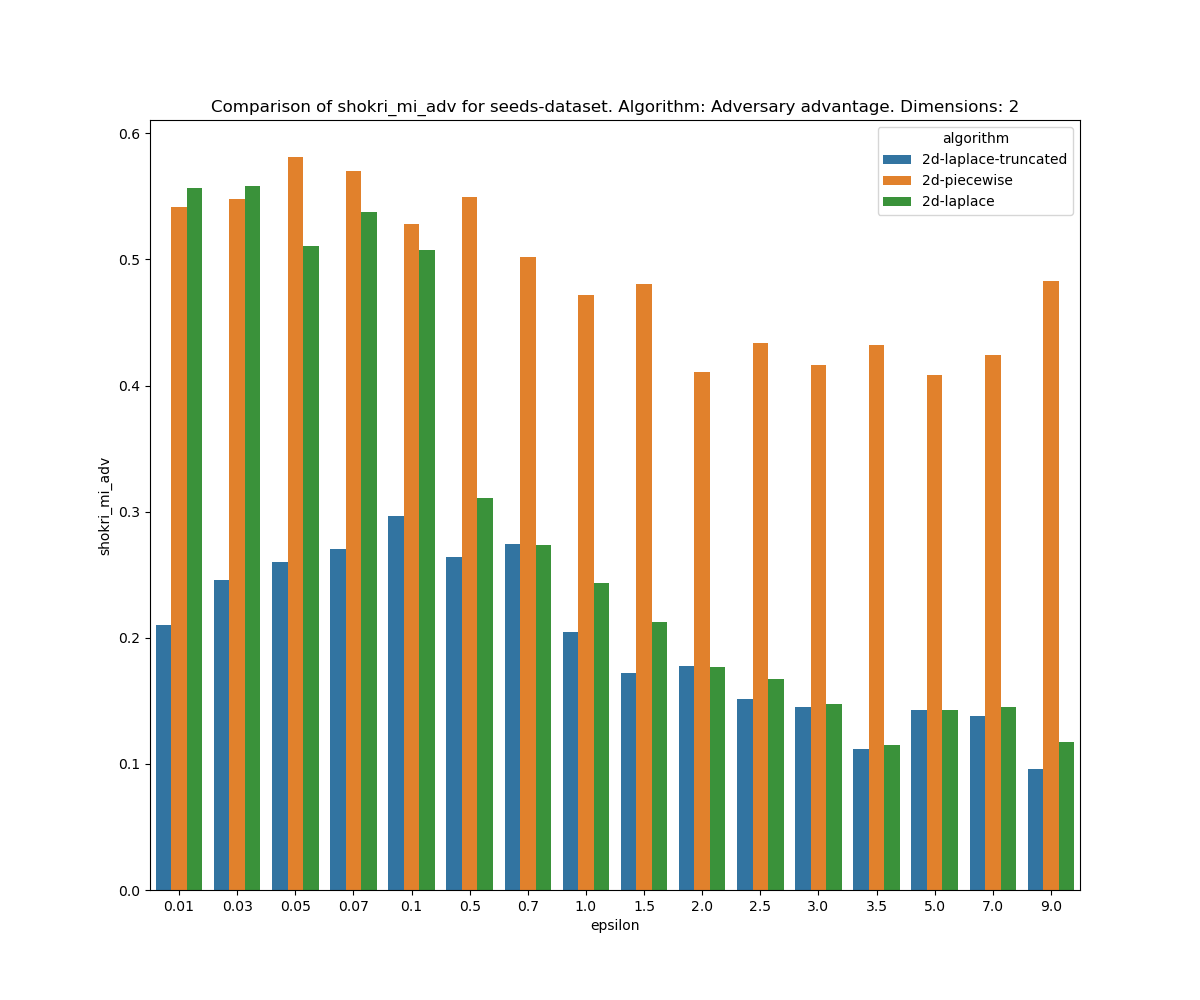 Comparison of shokri_mi_adv for seeds-dataset. Algorithm: Adversary advantage. Dimensions: 2
algorithm
2d-laplace-truncated
2d-piecewise
2d-laplace
0.6
0.5
0.4
0.3
0.2
0.1
0.0
shokri_mi_adv
0.01 0.03 0.05 0.07 0.1 0.5 0.7 1.0 1.5 2.0 2.5 3.0 3.5 5.0 7.0 9.0
epsilon